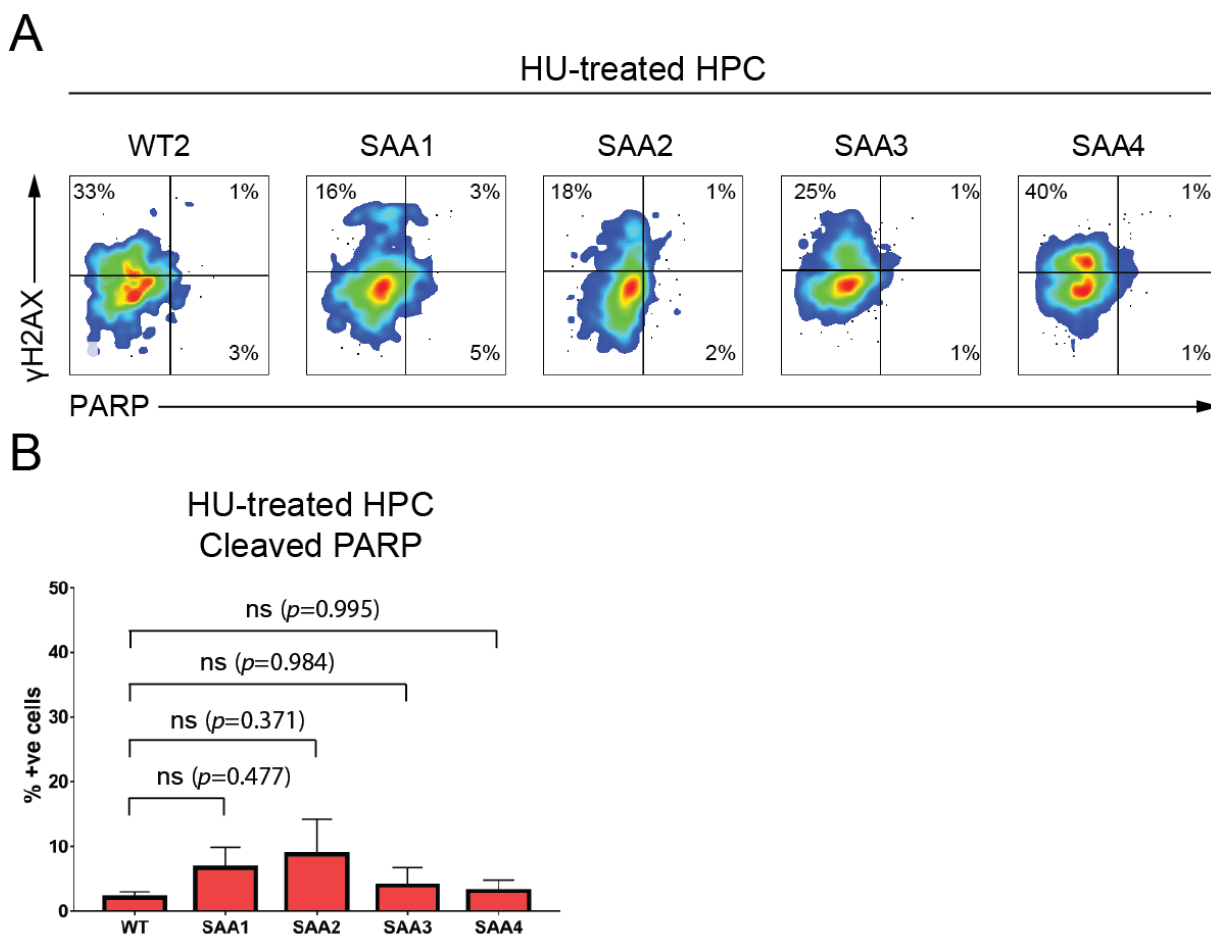 A
HU-treated HPC
WT2 SAA1 SAA2 SAA3 SAA4
33% 1% 16% 3% 18% 1% 25% 1% 40% 1%
γH2AX
3% 5% 2% 1% 1%
PARP
B
HU-treated HPC
Cleaved PARP
50
ns (p=0.995)
40
ns (p=0.984)
30
ns (p=0.371)
20
ns (p=0.477)
10
0
% +ve cells
WT SAA1 SAA2 SAA3 SAA4